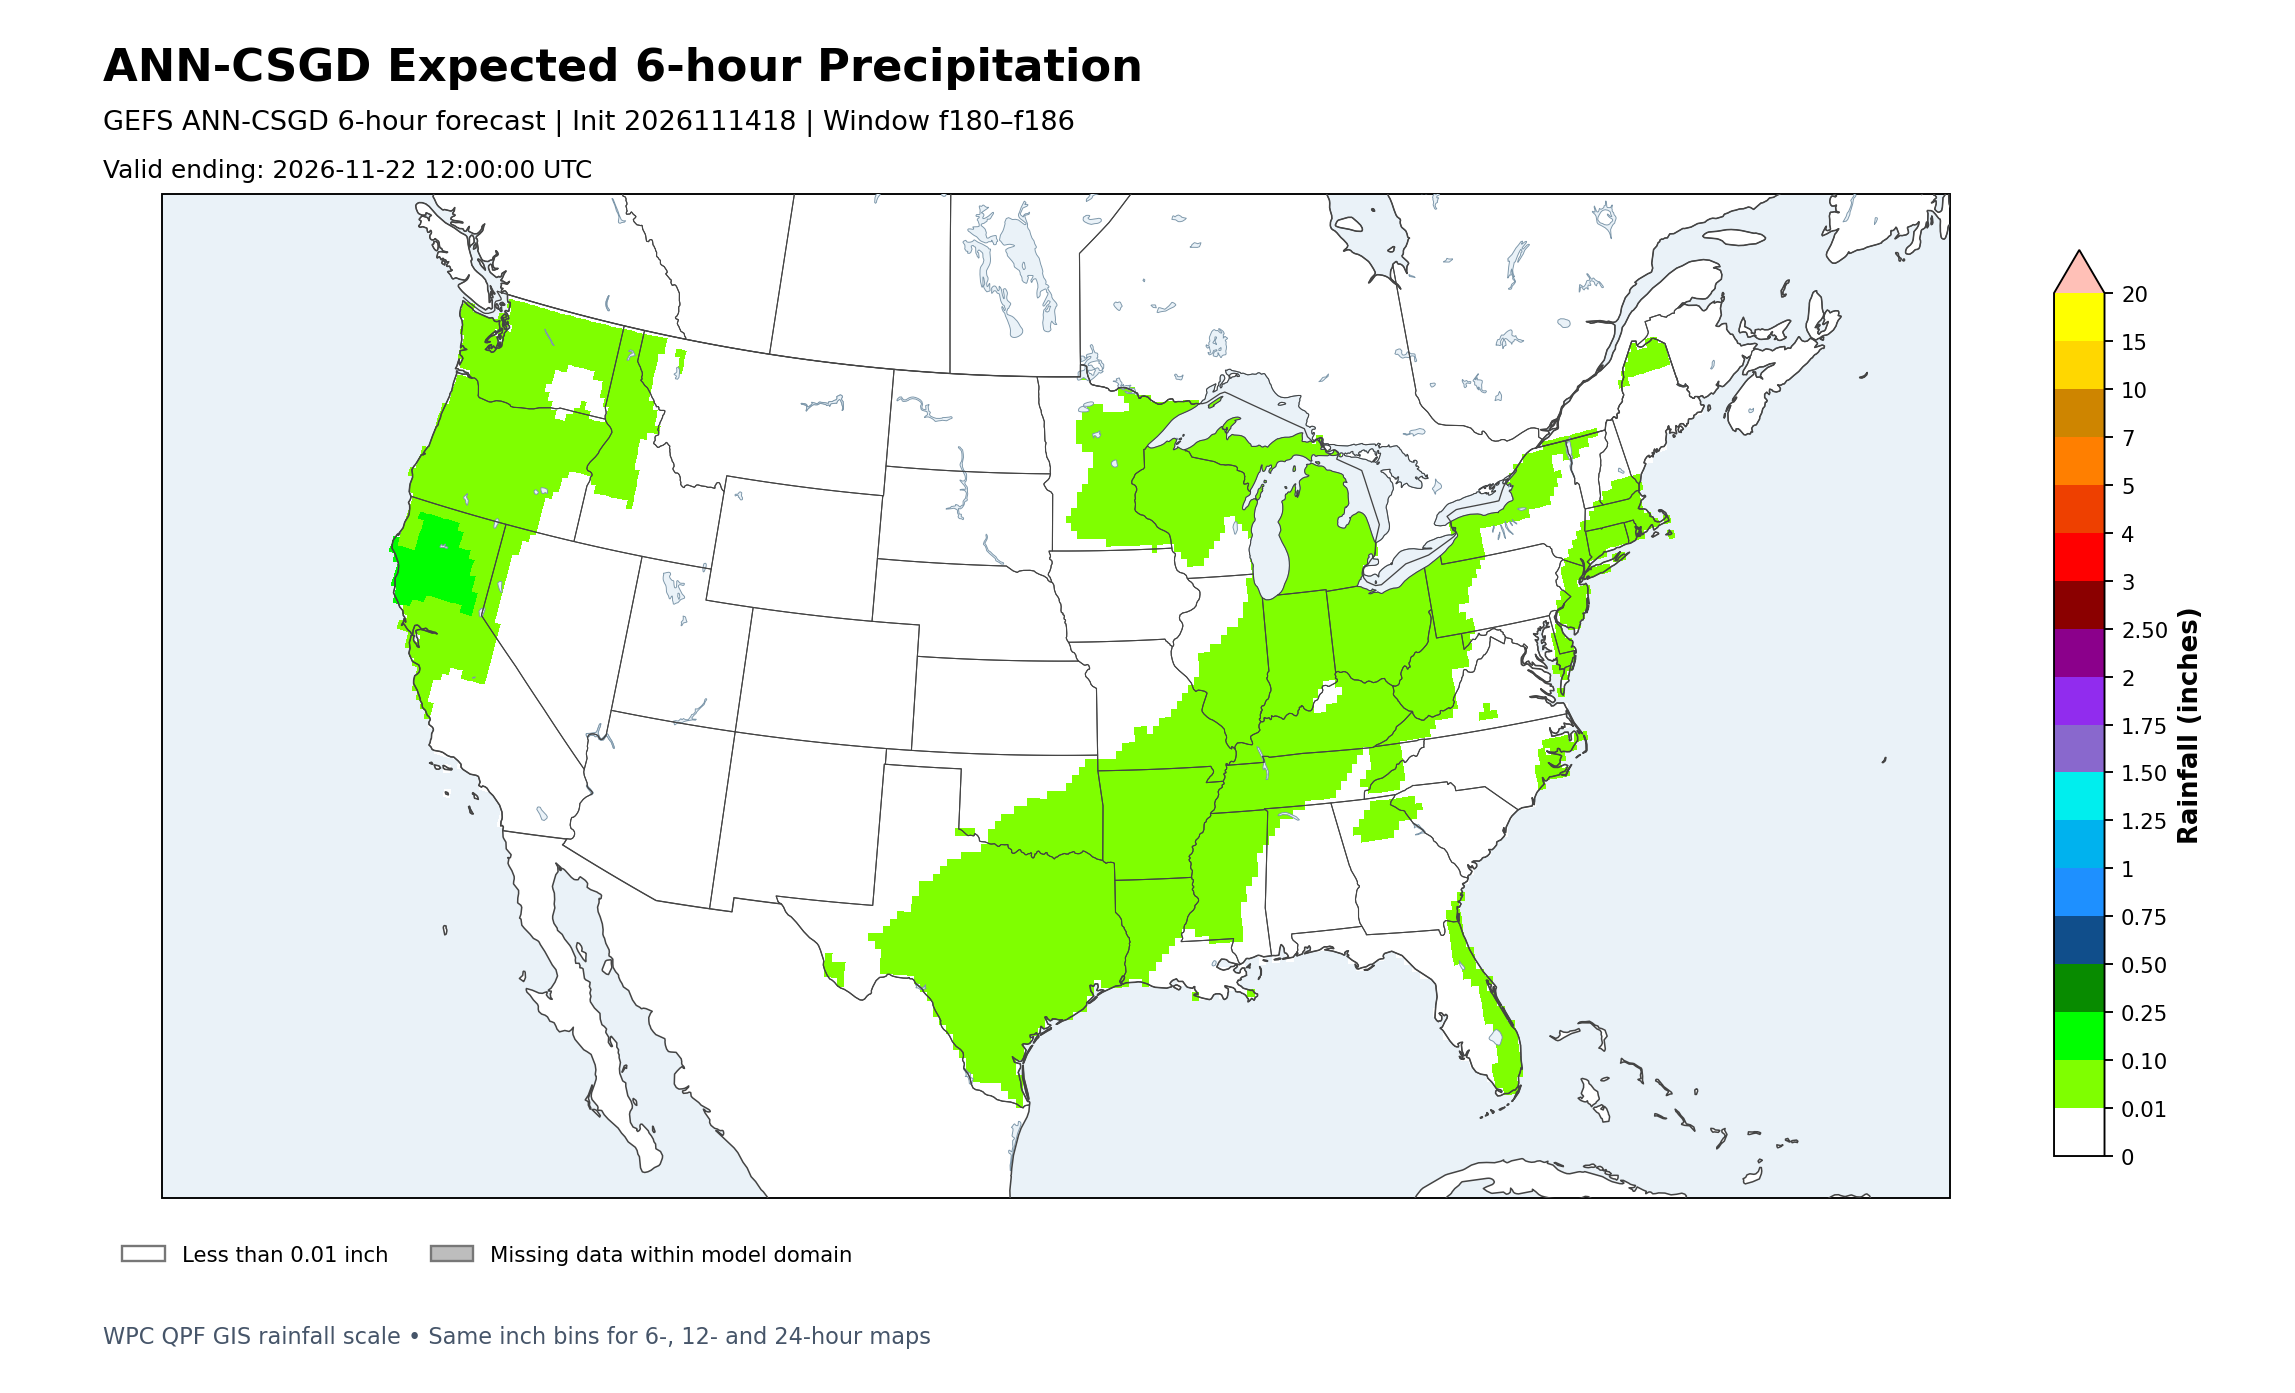 ANN-CSGD Expected 6-hour Precipitation
GEFS ANN-CSGD 6-hour forecast | Init 2026111418 | Window f180–f186
Valid ending: 2026-11-22 12:00:00 UTC
20
15
10
7
5
4
3
2.50
2
1.75
1.50
1.25
1
0.75
0.50
0.25
0.10
0.01
0
Rainfall (inches)
Less than 0.01 inch
Missing data within model domain
WPC QPF GIS rainfall scale • Same inch bins for 6-, 12- and 24-hour maps